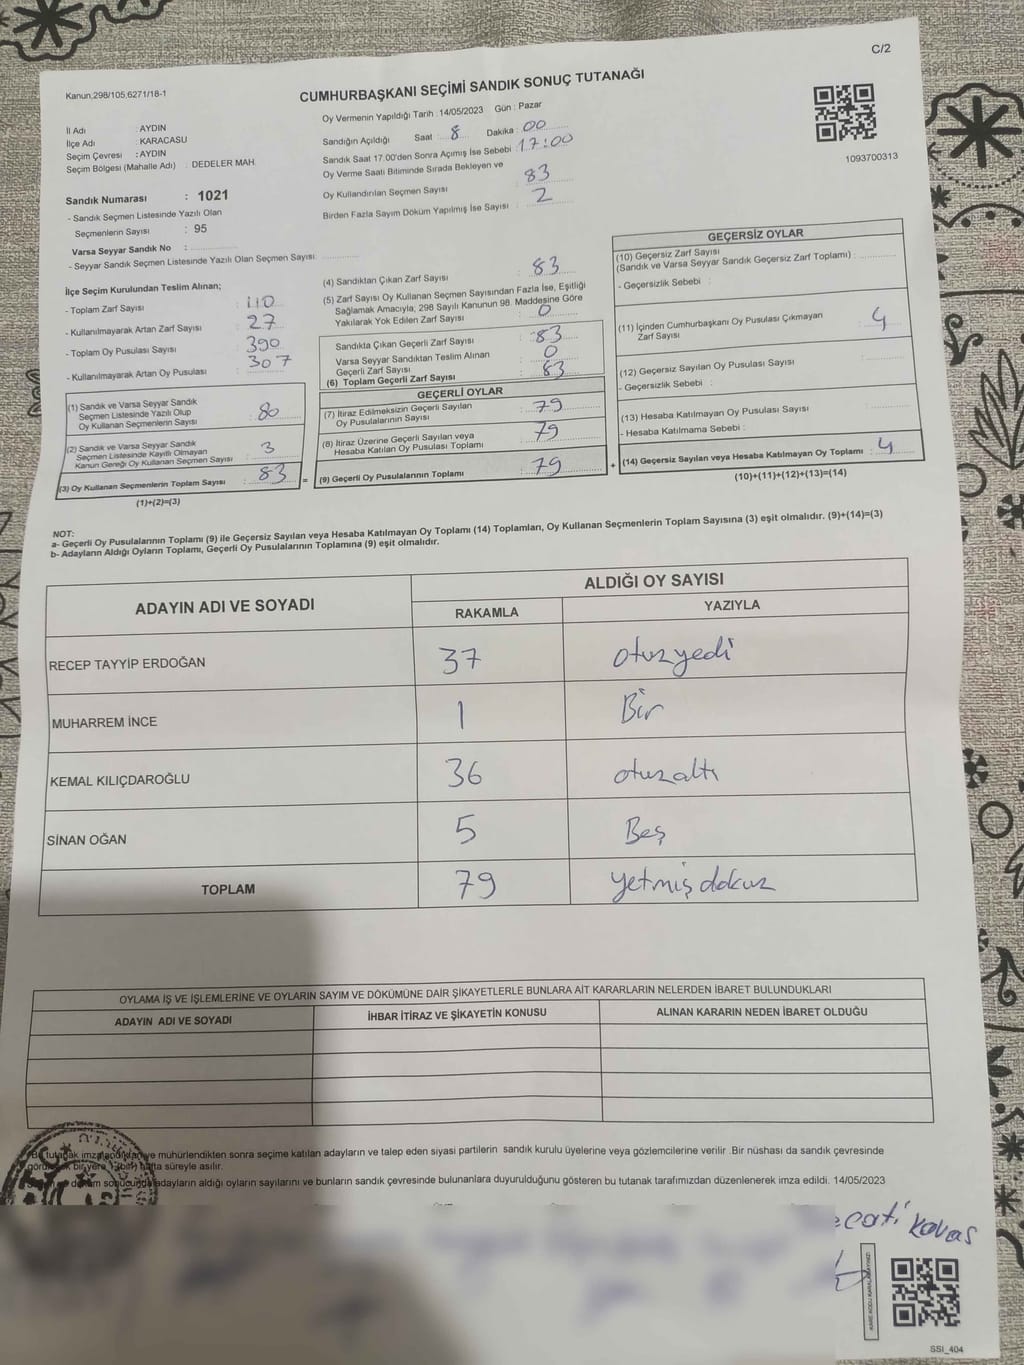 C/2
Kanun,298/105,6271/18-1
CUMHURBAŞKANI SEÇİMİ SANDIK SONUÇ TUTANAĞI
İl Adı : AYDIN
İlçe Adı : KARACASU
Seçim Çevresi : AYDIN
Seçim Bölgesi (Mahalle Adı) : DEDELER MAH.
Oy Vermenin Yapıldığı Tarih : 14/05/2023 Gün : Pazar
Sandığın Açıldığı Saat : 8 Dakika : 00
Sandık Saat 17.00'den Sonra Açımış İse Sebebi : 17:00
Oy Verme Saati Bitiminde Sırada Bekleyen ve
Oy Kullandırılan Seçmen Sayısı 83
Birden Fazla Sayım Döküm Yapılmış İse Sayısı : 2
1093700313
Sandık Numarası : 1021
- Sandık Seçmen Listesinde Yazılı Olan
Seçmenlerin Sayısı : 95
Varsa Seyyar Sandık No :
- Seyyar Sandık Seçmen Listesinde Yazılı Olan Seçmen Sayısı:
İlçe Seçim Kurulundan Teslim Alınan;
- Toplam Zarf Sayısı : 110
- Kullanılmayarak Artan Zarf Sayısı : 27
- Toplam Oy Pusulası Sayısı : 390
- Kullanılmayarak Artan Oy Pusulası : 307
(1) Sandık ve Varsa Seyyar Sandık
Seçmen Listesinde Yazılı Olup
Oy Kullanan Seçmenlerin Sayısı : 80
(2) Sandık ve Varsa Seyyar Sandık
Seçmen Listesinde Kayıtlı Olmayan
Kanun Gereği Oy Kullanan Seçmen Sayısı : 3
(3) Oy Kullanan Seçmenlerin Toplam Sayısı : 83 =
(1)+(2)=(3)
(4) Sandıktan Çıkan Zarf Sayısı : 83
(5) Zarf Sayısı Oy Kullanan Seçmen Sayısından Fazla İse, Eşitliği
Sağlamak Amacıyla, 298 Sayılı Kanunun 98. Maddesine Göre
Yakılarak Yok Edilen Zarf Sayısı : 0
Sandıkta Çıkan Geçerli Zarf Sayısı : 83
Varsa Seyyar Sandıktan Teslim Alınan
Geçerli Zarf Sayısı : 0
(6) Toplam Geçerli Zarf Sayısı : 83
GEÇERLİ OYLAR
(7) İtiraz Edilmeksizin Geçerli Sayılan
Oy Pusulalarının Sayısı : 79
(8) İtiraz Üzerine Geçerli Sayılan veya
Hesaba Katılan Oy Pusulası Toplamı : 79
(9) Geçerli Oy Pusulalarının Toplamı : 79 +
GEÇERSİZ OYLAR
(10) Geçersiz Zarf Sayısı
(Sandık ve Varsa Seyyar Sandık Geçersiz Zarf Toplamı) :
- Geçersizlik Sebebi :
(11) İçinden Cumhurbaşkanı Oy Pusulası Çıkmayan
Zarf Sayısı : 4
(12) Geçersiz Sayılan Oy Pusulası Sayısı :
- Geçersizlik Sebebi :
(13) Hesaba Katılmayan Oy Pusulası Sayısı :
- Hesaba Katılmama Sebebi :
(14) Geçersiz Sayılan veya Hesaba Katılmayan Oy Toplamı : 4
(10)+(11)+(12)+(13)=(14)
NOT:
a- Geçerli Oy Pusulalarının Toplamı (9) ile Geçersiz Sayılan veya Hesaba Katılmayan Oy Toplamı (14) Toplamları, Oy Kullanan Seçmenlerin Toplam Sayısına (3) eşit olmalıdır. (9)+(14)=(3)
b- Adayların Aldığı Oyların Toplamı, Geçerli Oy Pusulalarının Toplamına (9) eşit olmalıdır.
ADAYIN ADI VE SOYADI
ALDIĞI OY SAYISI
RAKAMLA YAZIYLA
RECEP TAYYİP ERDOĞAN 37 otuzyedi
MUHARREM İNCE 1 Bir
KEMAL KILIÇDAROĞLU 36 otuzaltı
SİNAN OĞAN 5 Beş
TOPLAM 79 yetmiş dokuz
OYLAMA İŞ VE İŞLEMLERİNE VE OYLARIN SAYIM VE DÖKÜMÜNE DAİR ŞİKAYETLERLE BUNLARA AİT KARARLARIN NELERDEN İBARET BULUNDUKLARI
ADAYIN ADI VE SOYADI İHBAR İTİRAZ VE ŞİKAYETİN KONUSU ALINAN KARARIN NEDEN İBARET OLDUĞU
tutanak mühürlendikten sonra seçime katılan adayların ve talep eden siyasi partilerin sandık kurulu üyelerine veya gözlemcilerine verilir .Bir nüshası da sandık çevresinde
bir yere hafta süreyle asılır.
adayların aldığı oyların sayılarını ve bunların sandık çevresinde bulunanlara duyurulduğunu gösteren bu tutanak tarafımızdan düzenlenerek imza edildi. 14/05/2023
SSI_404